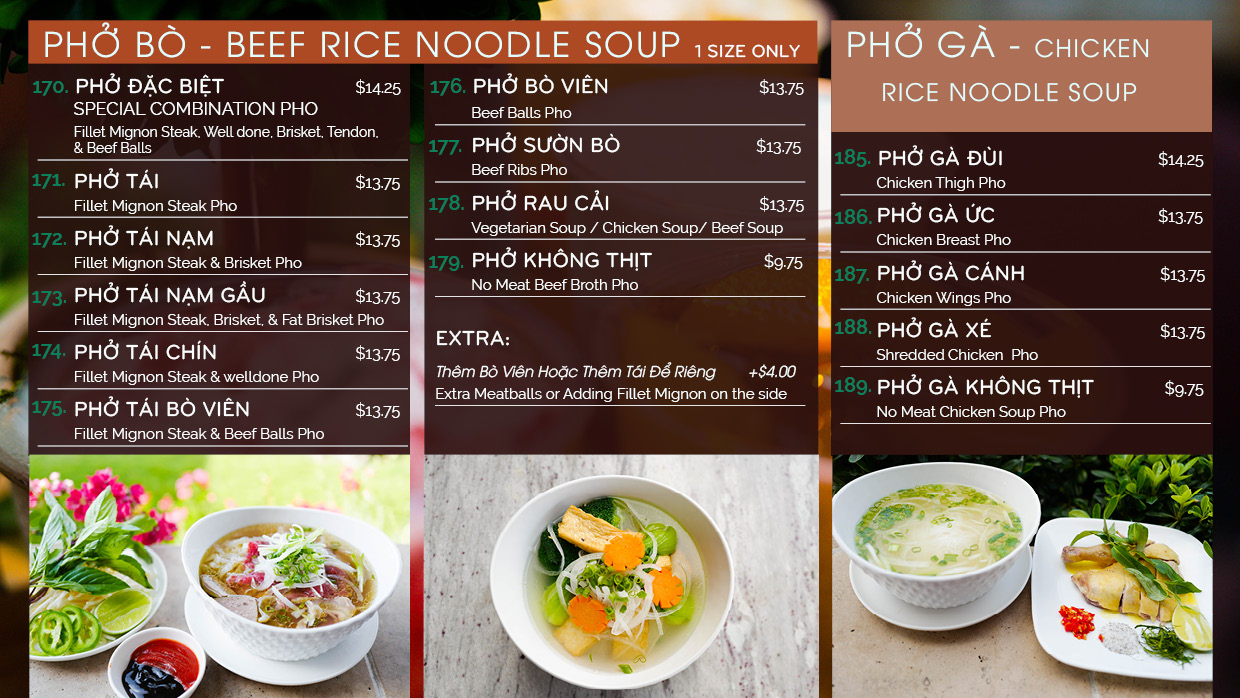 PHỞ BÒ - BEEF RICE NOODLE SOUP 1 SIZE ONLY
170. PHỞ ĐẶC BIỆT $14.25
SPECIAL COMBINATION PHO
Fillet Mignon Steak, Well done, Brisket, Tendon,
& Beef Balls
171. PHỞ TÁI $13.75
Fillet Mignon Steak Pho
172. PHỞ TÁI NẠM $13.75
Fillet Mignon Steak & Brisket Pho
173. PHỞ TÁI NẠM GẦU $13.75
Fillet Mignon Steak, Brisket, & Fat Brisket Pho
174. PHỞ TÁI CHÍN $13.75
Fillet Mignon Steak & welldone Pho
175. PHỞ TÁI BÒ VIÊN $13.75
Fillet Mignon Steak & Beef Balls Pho
176. PHỞ BÒ VIÊN $13.75
Beef Balls Pho
177. PHỞ SƯỜN BÒ $13.75
Beef Ribs Pho
178. PHỞ RAU CẢI $13.75
Vegetarian Soup / Chicken Soup/ Beef Soup
179. PHỞ KHÔNG THỊT $9.75
No Meat Beef Broth Pho
EXTRA:
Thêm Bò Viên Hoặc Thêm Tái Để Riêng +$4.00
Extra Meatballs or Adding Fillet Mignon on the side
PHỞ GÀ - CHICKEN
RICE NOODLE SOUP
185. PHỞ GÀ ĐÙI $14.25
Chicken Thigh Pho
186. PHỞ GÀ ỨC $13.75
Chicken Breast Pho
187. PHỞ GÀ CÁNH $13.75
Chicken Wings Pho
188. PHỞ GÀ XÉ $13.75
Shredded Chicken Pho
189. PHỞ GÀ KHÔNG THỊT $9.75
No Meat Chicken Soup Pho